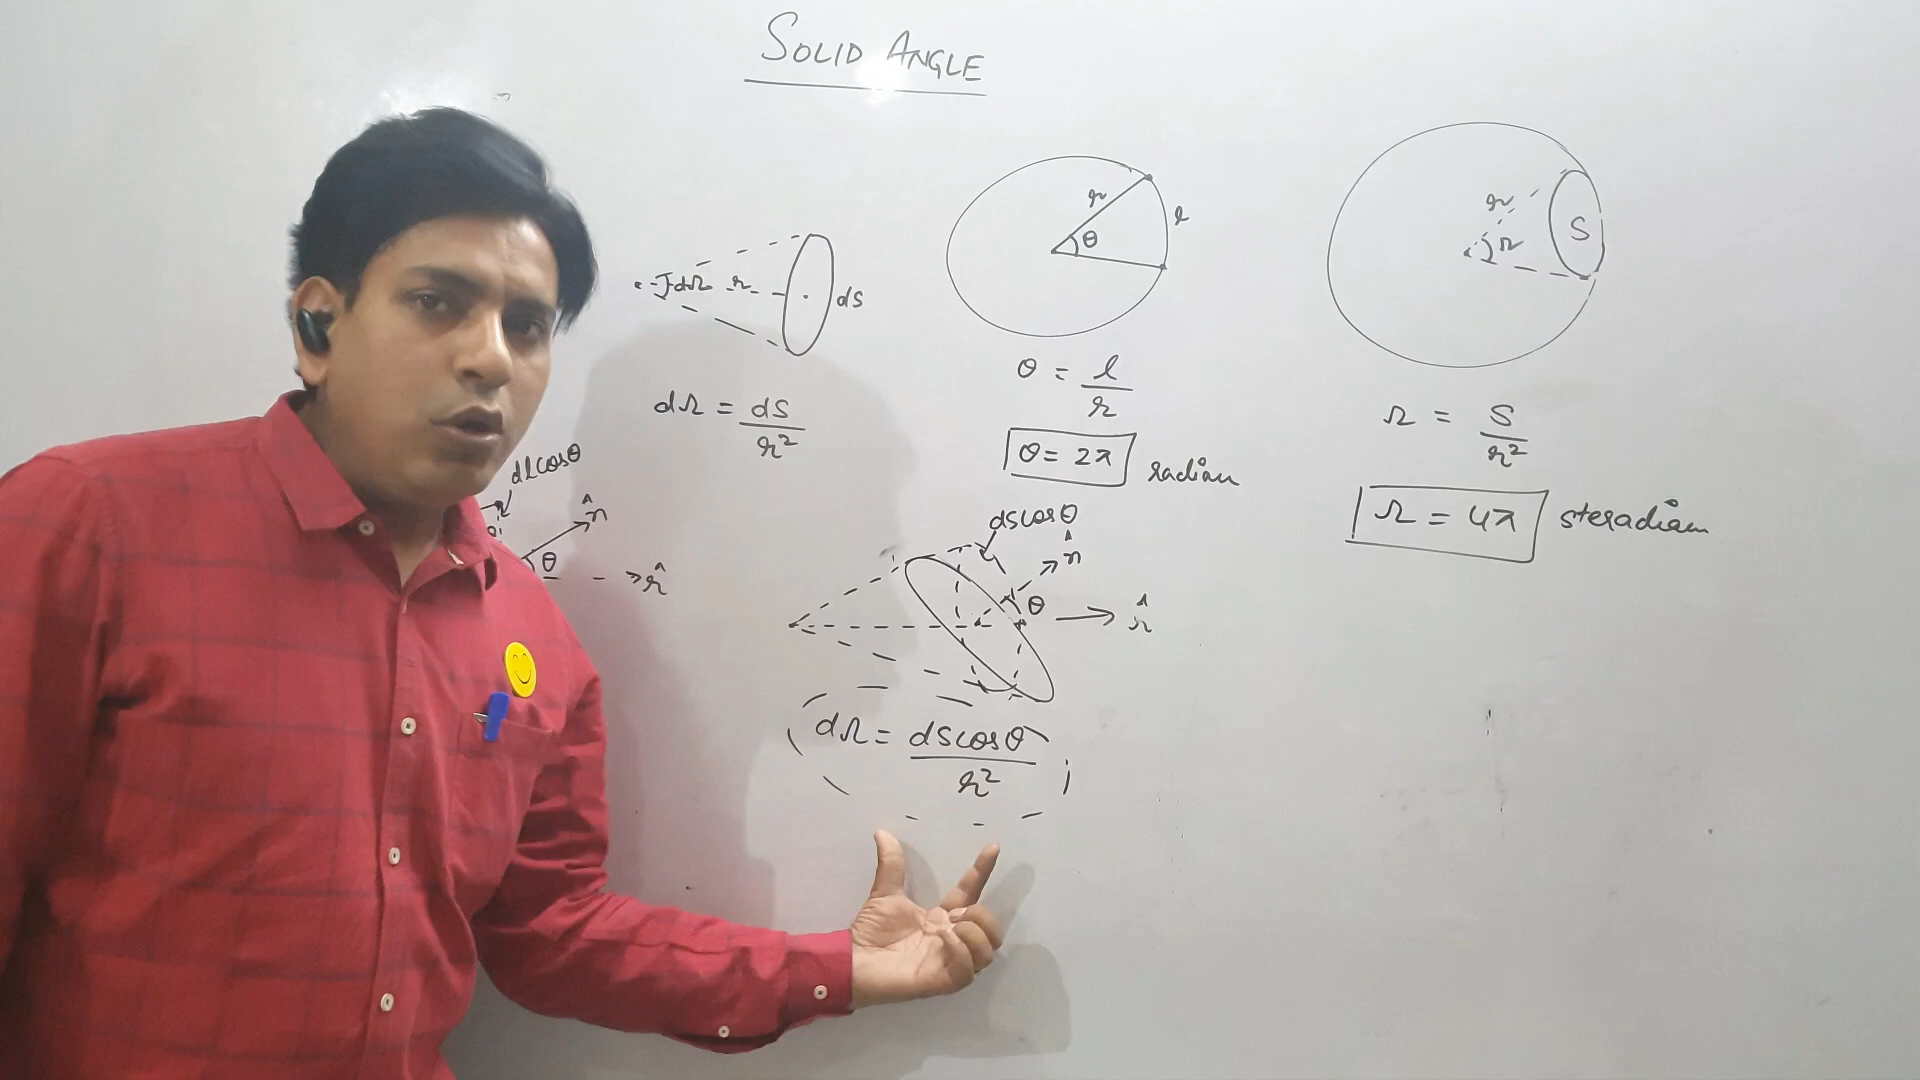 SOLID ANGLE
dΩ r dS
dΩ = dS/r²
r θ l
θ = l/r
θ = 2π radian
r Ω S
Ω = S/r²
Ω = 4π steradian
dlcosθ
n̂
θ
r̂
dscosθ
n̂
θ
r̂
dΩ = dscosθ/r²